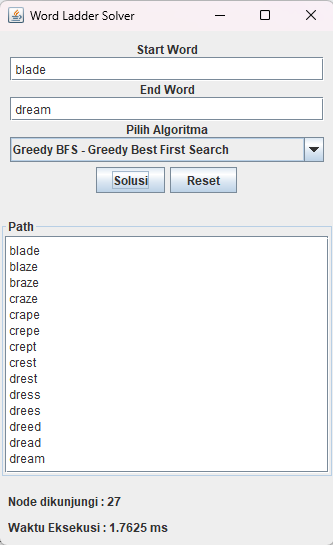 Word Ladder Solver
Start Word
blade
End Word
dream
Pilih Algoritma
Greedy BFS - Greedy Best First Search
Solusi Reset
Path
blade
blaze
braze
craze
crape
crepe
crept
crest
drest
dress
drees
dreed
dread
dream
Node dikunjungi : 27
Waktu Eksekusi : 1.7625 ms